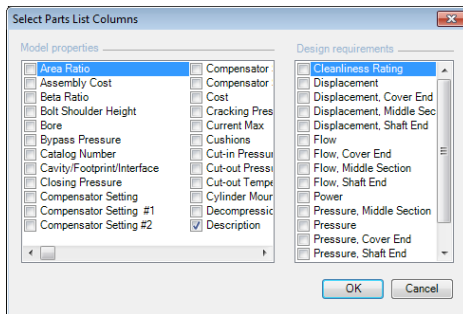 Select Parts List Columns
Model properties
Area Ratio
Assembly Cost
Beta Ratio
Bolt Shoulder Height
Bore
Bypass Pressure
Catalog Number
Cavity/Footprint/Interface
Closing Pressure
Compensator Setting
Compensator Setting #1
Compensator Setting #2
Compensator
Compensator
Cost
Cracking Pres
Current Max
Cushions
Cut-in Pressur
Cut-out Pressu
Cut-out Tempe
Cylinder Moun
Decompressic
Description
Design requirements
Cleanliness Rating
Displacement
Displacement, Cover End
Displacement, Middle Sec
Displacement, Shaft End
Flow
Flow, Cover End
Flow, Middle Section
Flow, Shaft End
Power
Pressure, Middle Section
Pressure
Pressure, Cover End
Pressure, Shaft End
OK
Cancel